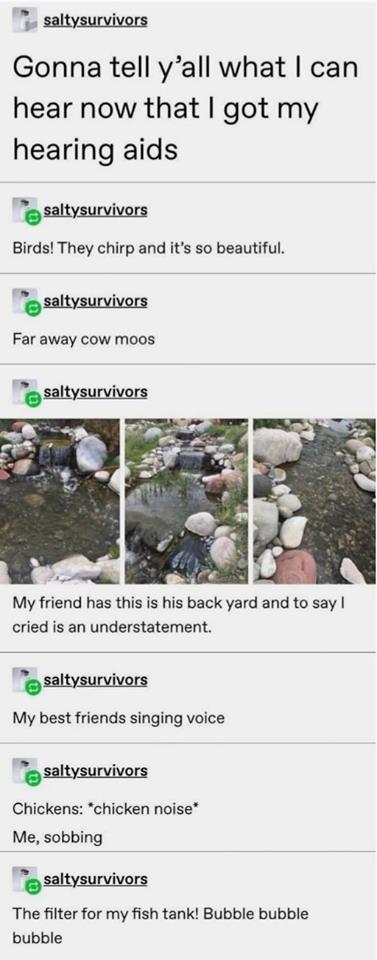 saltysurvivors
Gonna tell y’all what I can
hear now that I got my
hearing aids
saltysurvivors
Birds! They chirp and it’s so beautiful.
saltysurvivors
Far away cow moos
saltysurvivors
My friend has this is his back yard and to say I
cried is an understatement.
saltysurvivors
My best friends singing voice
saltysurvivors
Chickens: *chicken noise*
Me, sobbing
saltysurvivors
The filter for my fish tank! Bubble bubble
bubble